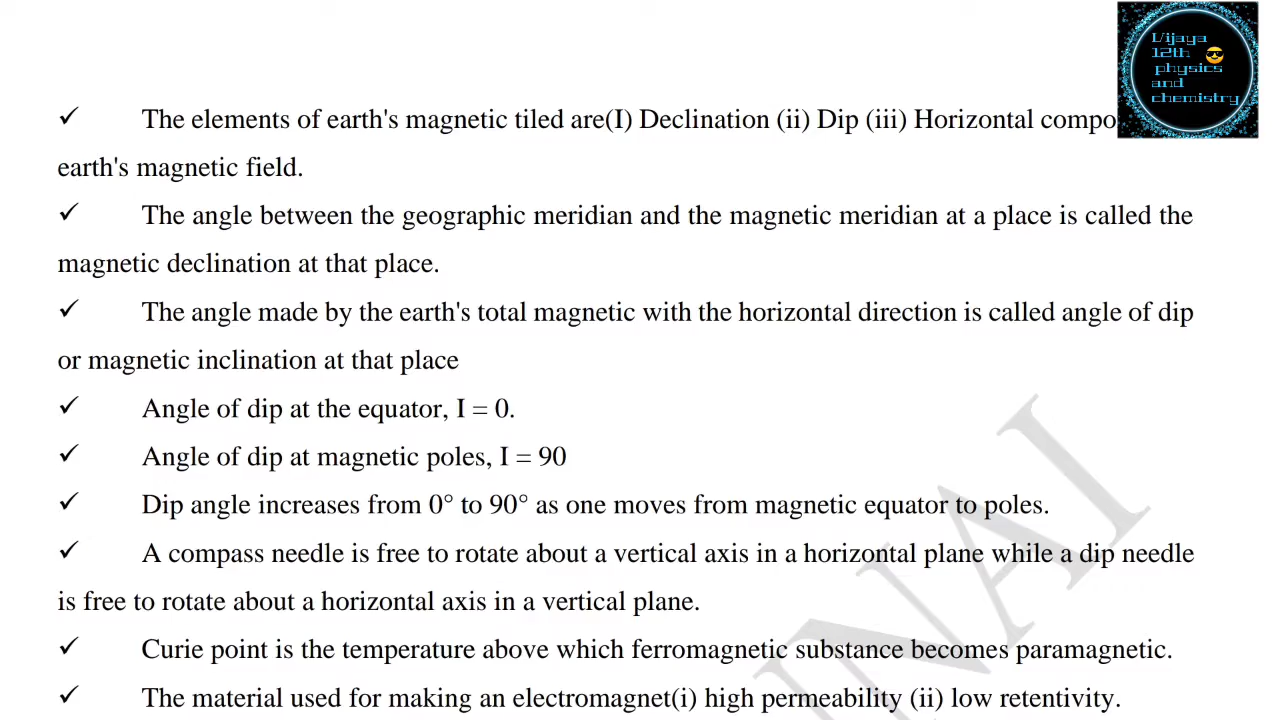 Vijaya
12th 😎
physics
and
chemistry
✓ The elements of earth's magnetic tiled are(I) Declination (ii) Dip (iii) Horizontal compo
earth's magnetic field.
✓ The angle between the geographic meridian and the magnetic meridian at a place is called the
magnetic declination at that place.
✓ The angle made by the earth's total magnetic with the horizontal direction is called angle of dip
or magnetic inclination at that place
✓ Angle of dip at the equator, I = 0.
✓ Angle of dip at magnetic poles, I = 90
✓ Dip angle increases from 0° to 90° as one moves from magnetic equator to poles.
✓ A compass needle is free to rotate about a vertical axis in a horizontal plane while a dip needle
is free to rotate about a horizontal axis in a vertical plane.
✓ Curie point is the temperature above which ferromagnetic substance becomes paramagnetic.
✓ The material used for making an electromagnet(i) high permeability (ii) low retentivity.